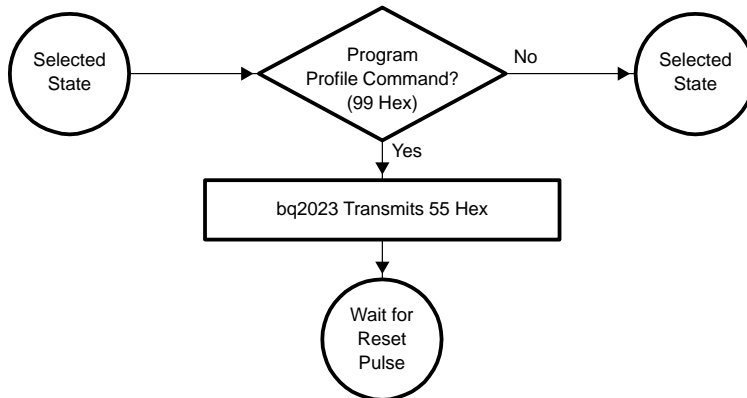 Selected
State
Program
Profile Command?
(99 Hex)
No
Selected
State
Yes
bq2023 Transmits 55 Hex
Wait for
Reset
Pulse